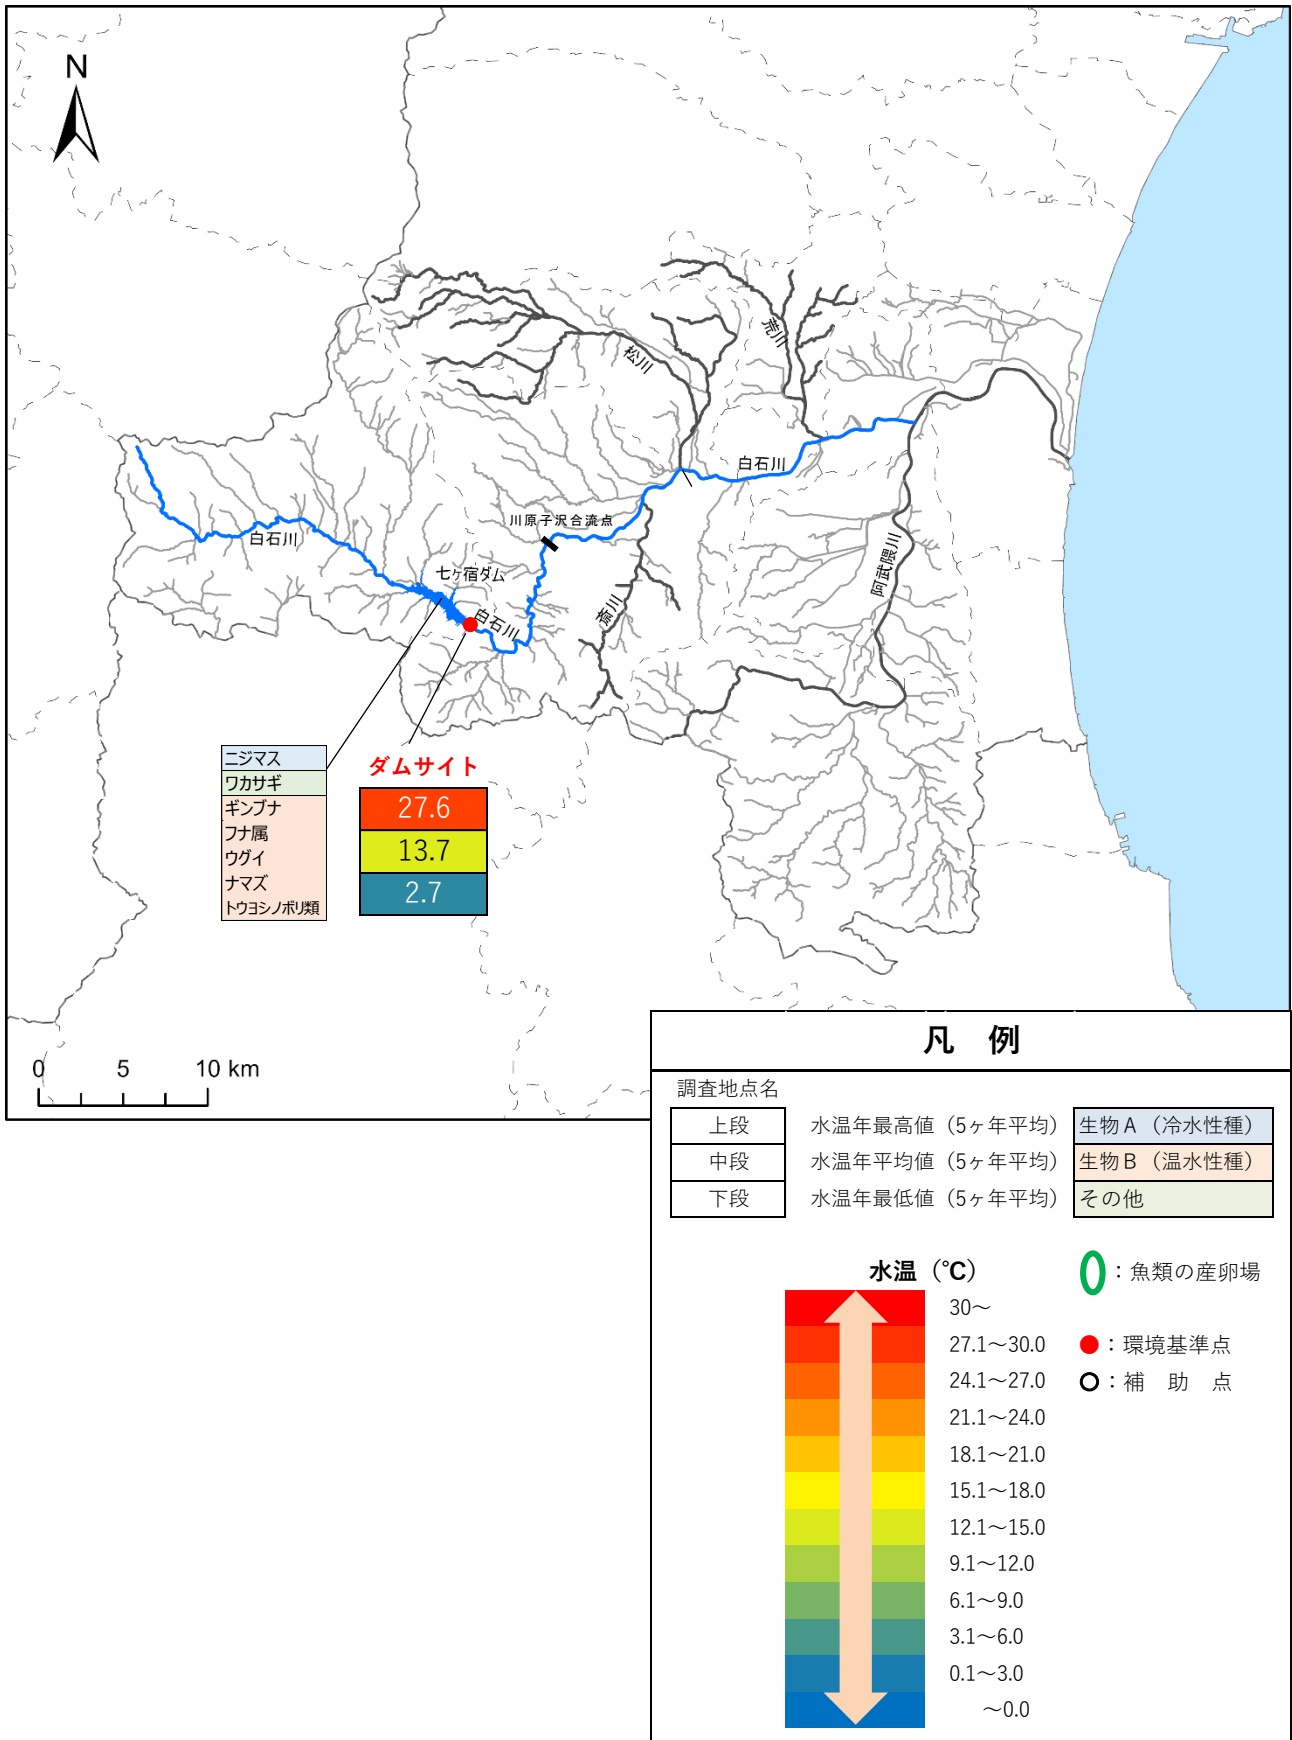 N
荒川
松川
白石川
川原子沢合流点
白石川
七ヶ宿ダム
阿武隈川
白石川
ニジマス
ワカサギ
ギンブナ
フナ属
ウグイ
ナマズ
トウヨシノボリ類
ダムサイト
27.6
13.7
2.7
0 5 10 km
凡 例
調査地点名
上段 水温年最高値（5ヶ年平均） 生物A（冷水性種）
中段 水温年平均値（5ヶ年平均） 生物B（温水性種）
下段 水温年最低値（5ヶ年平均） その他
水温（℃）
30～
27.1～30.0
24.1～27.0
21.1～24.0
18.1～21.0
15.1～18.0
12.1～15.0
9.1～12.0
6.1～9.0
3.1～6.0
0.1～3.0
～0.0
：魚類の産卵場
：環境基準点
：補 助 点